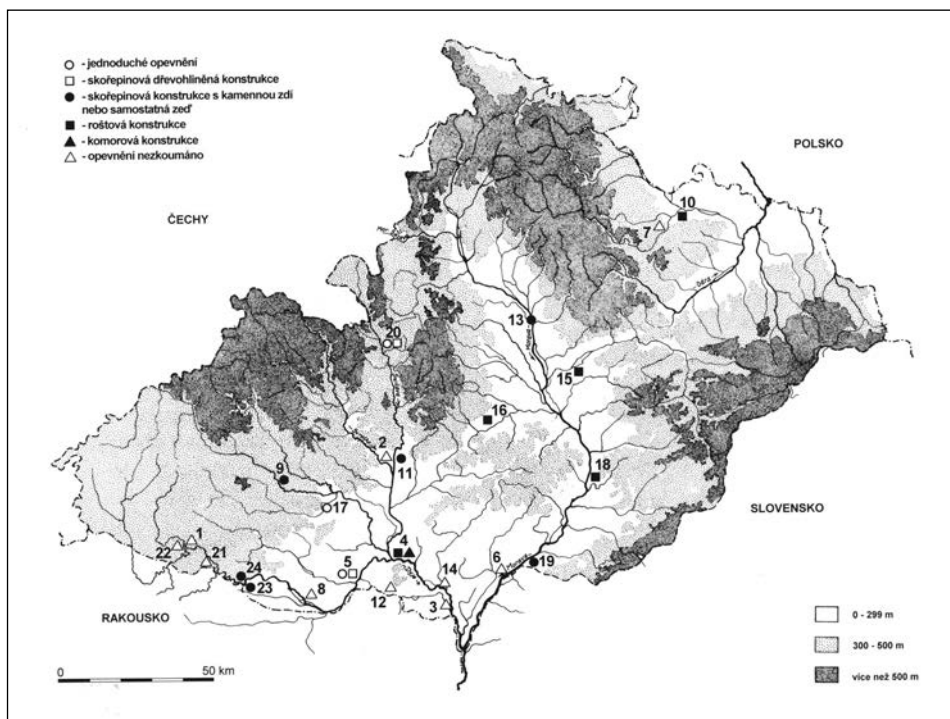 - jednoduché opevnění
- skořepinová dřevohliněná konstrukce
- skořepinová konstrukce s kamennou zdí
nebo samostatná zeď
- roštová konstrukce
- komorová konstrukce
- opevnění nezkoumáno
POLSKO
ČECHY
10
7
13
20
15
16
2
11
18
9
17
SLOVENSKO
1
22
21
4
6
19
5
14
24
23
8
12
3
RAKOUSKO
0 - 299 m
300 - 500 m
více než 500 m
0
50 km